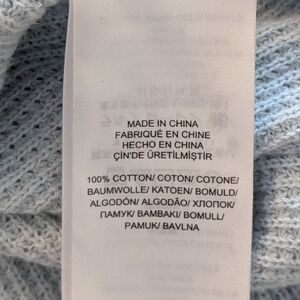 MADE IN CHINA
FABRIQUÉ EN CHINE
HECHO EN CHINA
ÇİN'DE ÜRETİLMİŞTİR
100% COTTON/ COTON/ COTONE/
BAUMWOLLE/ KATOEN/ BOMULD/
ALGODÓN/ ALGODÃO/ ХЛОПОК/
ПАМУК/ BAMBAKI/ BOMULL/
PAMUK/ BAVLNA